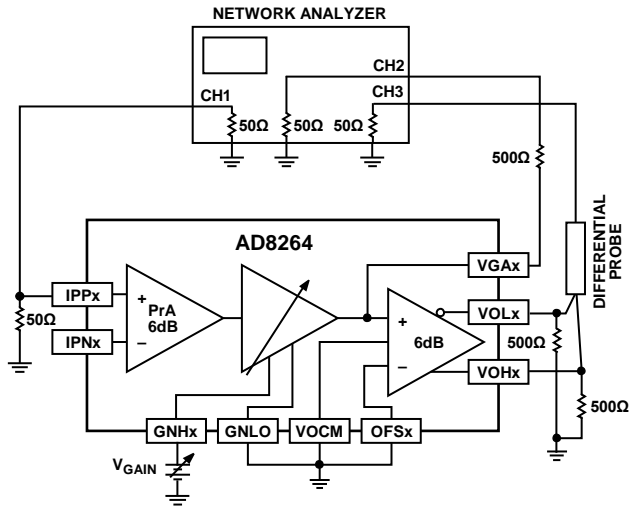 NETWORK ANALYZER
CH1
CH2
CH3
50Ω
50Ω
50Ω
500Ω
DIFFERENTIAL
PROBE
AD8264
VGAx
IPPx
+
PrA
6dB
–
+
6dB
–
VOLx
50Ω
IPNx
500Ω
VOHx
500Ω
GNHx
GNLO
VOCM
OFSx
VGAIN